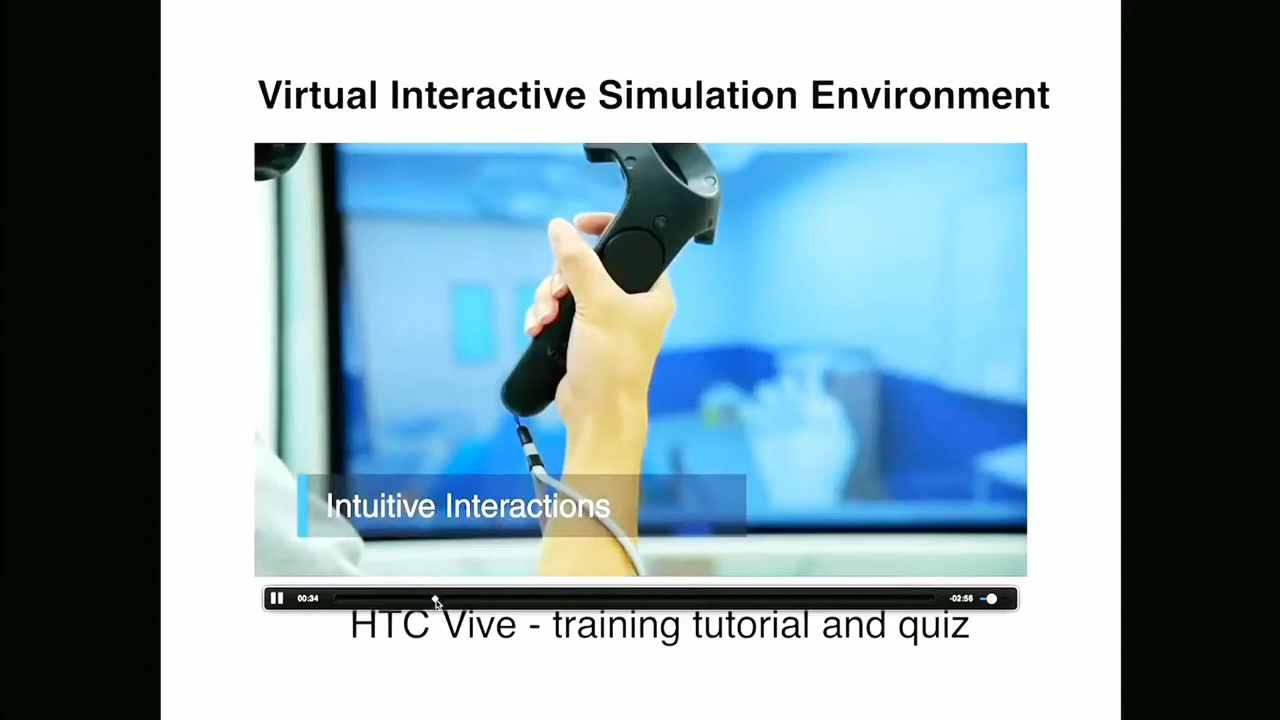 Virtual Interactive Simulation Environment
Intuitive Interactions
00:34
-02:56
HTC Vive - training tutorial and quiz